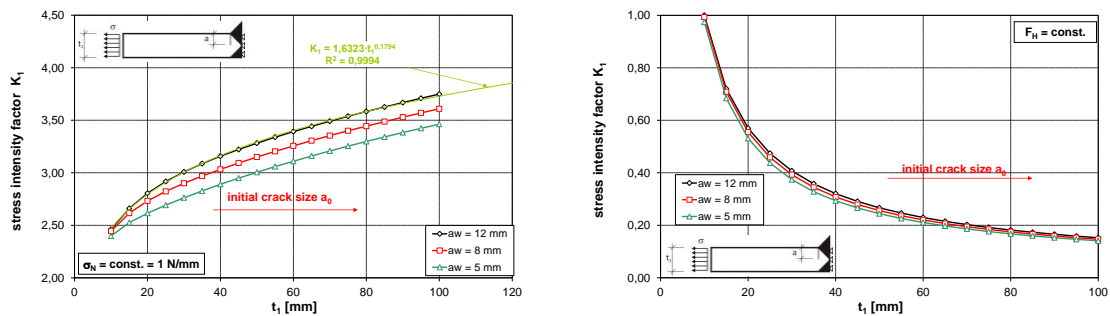 4,50
4,00
3,50
3,00
2,50
2,00
0
20
40
60
80
100
120
stress intensity factor K1
t1 [mm]
σ
t1
a
K1 = 1,6323·t1^0,1794
R² = 0,9994
initial crack size a0
σN = const. = 1 N/mm
aw = 12 mm
aw = 8 mm
aw = 5 mm
1,00
0,80
0,60
0,40
0,20
0,00
0
20
40
60
80
100
stress intensity factor K1
t1 [mm]
FH = const.
initial crack size a0
aw = 12 mm
aw = 8 mm
aw = 5 mm
σ
t1
a